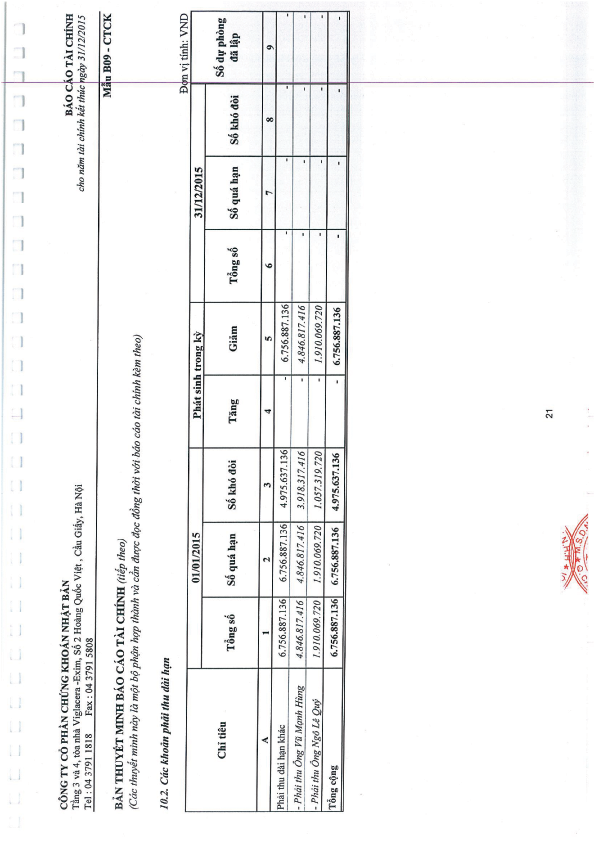 CÔNG TY CỔ PHẦN CHỨNG KHOÁN NHẬT BẢN
Tầng 3 và 4, tòa nhà Viglacera -Exim, Số 2 Hoàng Quốc Việt , Cầu Giấy, Hà Nội
Tel : 04 3791 1818 Fax : 04 3791 5808
BÁO CÁO TÀI CHÍNH
cho năm tài chính kết thúc ngày 31/12/2015
BẢN THUYẾT MINH BÁO CÁO TÀI CHÍNH (tiếp theo)
(Các thuyết minh này là một bộ phận hợp thành và cần được đọc đồng thời với báo cáo tài chính kèm theo)
Mẫu B09 - CTCK
10.2. Các khoản phải thu dài hạn
Đơn vị tính: VND
Chỉ tiêu 01/01/2015 Phát sinh trong kỳ 31/12/2015 Số dự phòng đã lập
Tổng số Số quá hạn Số khó đòi Tăng Giảm Tổng số Số quá hạn Số khó đòi
A 1 2 3 4 5 6 7 8 9
Phải thu dài hạn khác 6.756.887.136 6.756.887.136 4.975.637.136 - 6.756.887.136 - - - -
- Phải thu Ông Vũ Mạnh Hùng 4.846.817.416 4.846.817.416 3.918.317.416 - 4.846.817.416 - - - -
- Phải thu Ông Ngô Lê Quý 1.910.069.720 1.910.069.720 1.057.319.720 - 1.910.069.720 - - - -
Tổng cộng 6.756.887.136 6.756.887.136 4.975.637.136 - 6.756.887.136 - - - -
21